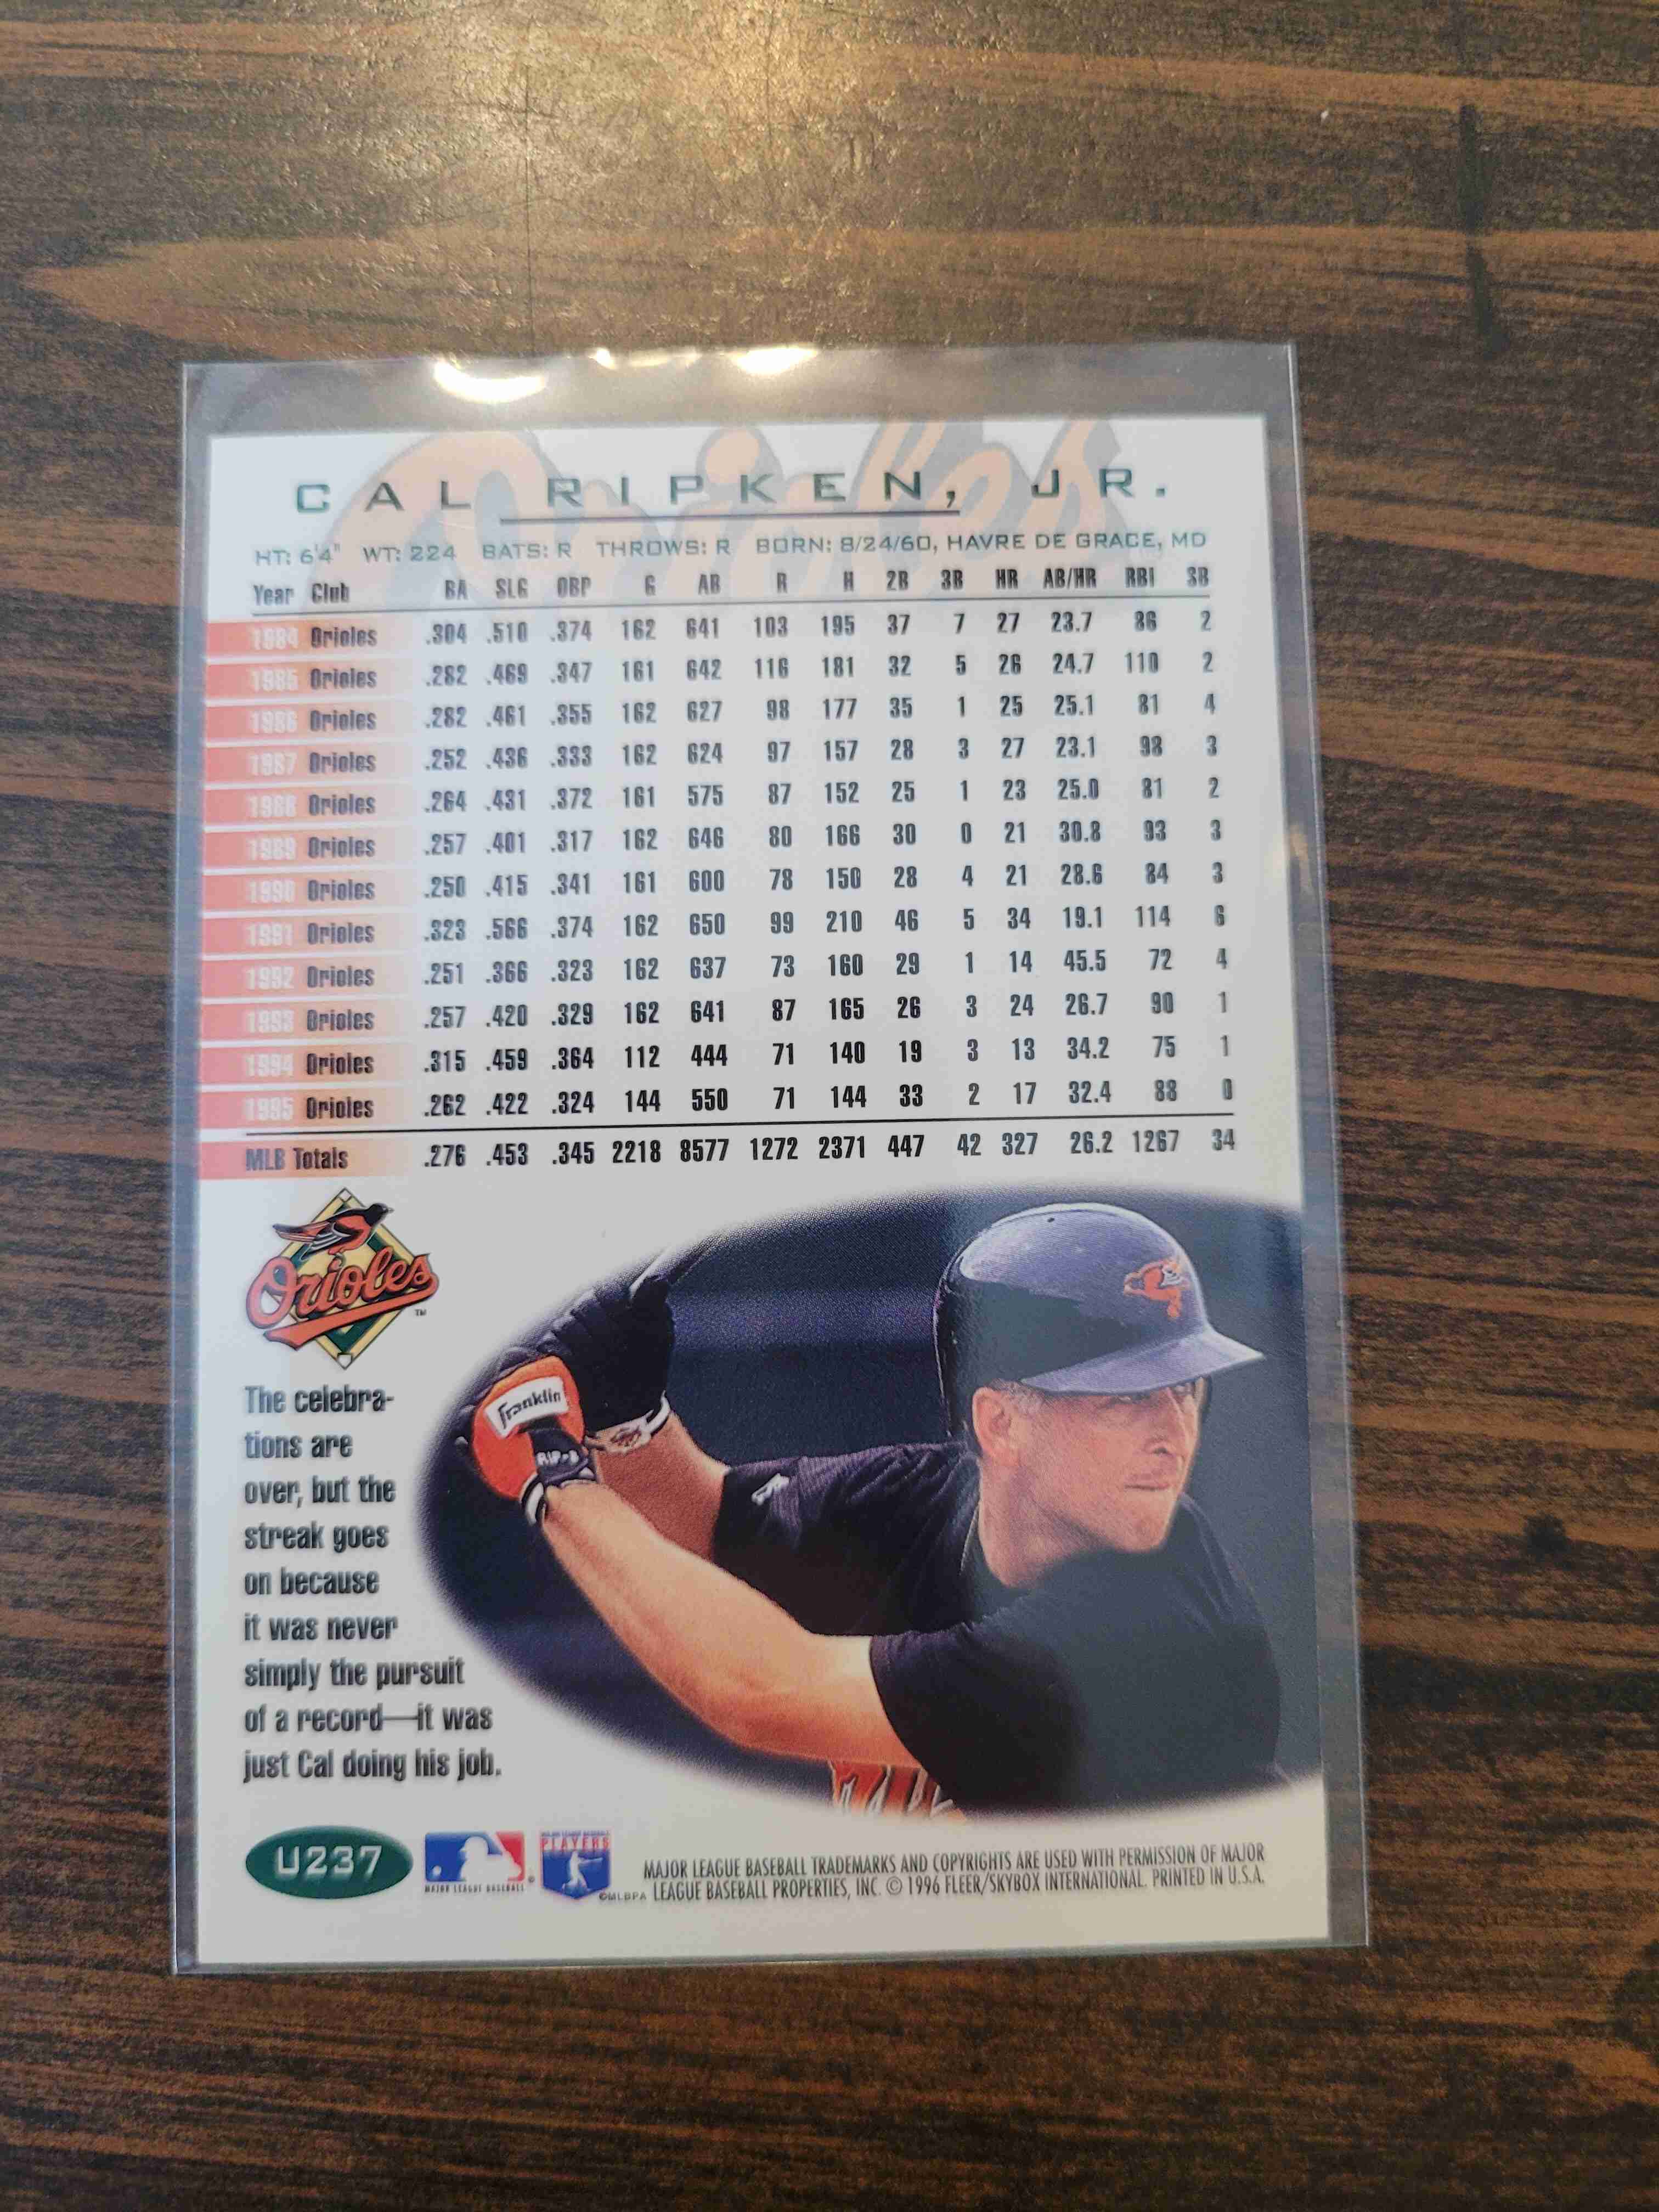 Orioles
CAL RIPKEN, JR.
HT: 6'4" WT: 224 BATS: R THROWS: R BORN: 8/24/60, HAVRE DE GRACE, MD
Year Club BA SLG OBP G AB R H 2B 3B HR AB/HR RBI SB
1984 Orioles .304 .510 .374 162 641 103 195 37 7 27 23.7 86 2
1985 Orioles .282 .469 .347 161 642 116 181 32 5 26 24.7 110 2
1986 Orioles .282 .461 .355 162 627 98 177 35 1 25 25.1 81 4
1987 Orioles .252 .436 .333 162 624 97 157 28 3 27 23.1 98 3
1988 Orioles .264 .431 .372 161 575 87 152 25 1 23 25.0 81 2
1989 Orioles .257 .401 .317 162 646 80 166 30 0 21 30.8 93 3
1990 Orioles .250 .415 .341 161 600 78 150 28 4 21 28.6 84 3
1991 Orioles .323 .566 .374 162 650 99 210 46 5 34 19.1 114 6
1992 Orioles .251 .366 .323 162 637 73 160 29 1 14 45.5 72 4
1993 Orioles .257 .420 .329 162 641 87 165 26 3 24 26.7 90 1
1994 Orioles .315 .459 .364 112 444 71 140 19 3 13 34.2 75 1
1995 Orioles .262 .422 .324 144 550 71 144 33 2 17 32.4 88 0
MLB Totals .276 .453 .345 2218 8577 1272 2371 447 42 327 26.2 1267 34
Orioles
TM
Franklin
RIP-8
The celebra-
tions are
over, but the
streak goes
on because
it was never
simply the pursuit
of a record—it was
just Cal doing his job.
U237
MAJOR LEAGUE BASEBALL
®
MAJOR LEAGUE BASEBALL
PLAYERS
©MLBPA
MAJOR LEAGUE BASEBALL TRADEMARKS AND COPYRIGHTS ARE USED WITH PERMISSION OF MAJOR
LEAGUE BASEBALL PROPERTIES, INC. © 1996 FLEER/SKYBOX INTERNATIONAL. PRINTED IN U.S.A.